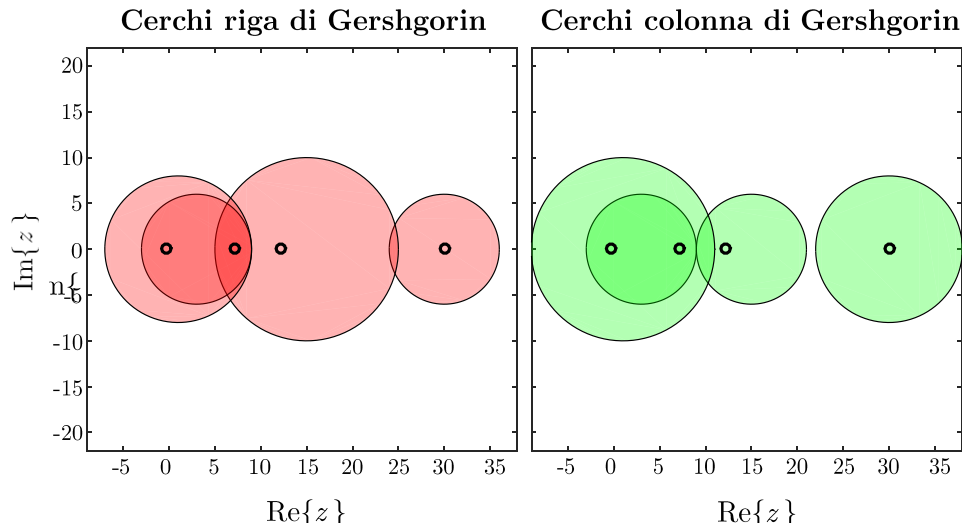 Cerchi riga di Gershgorin
Cerchi colonna di Gershgorin
20
15
10
5
0
-5
-10
-15
-20
Im{z}
n{
-5 0 5 10 15 20 25 30 35
-5 0 5 10 15 20 25 30 35
Re{z}
Re{z}